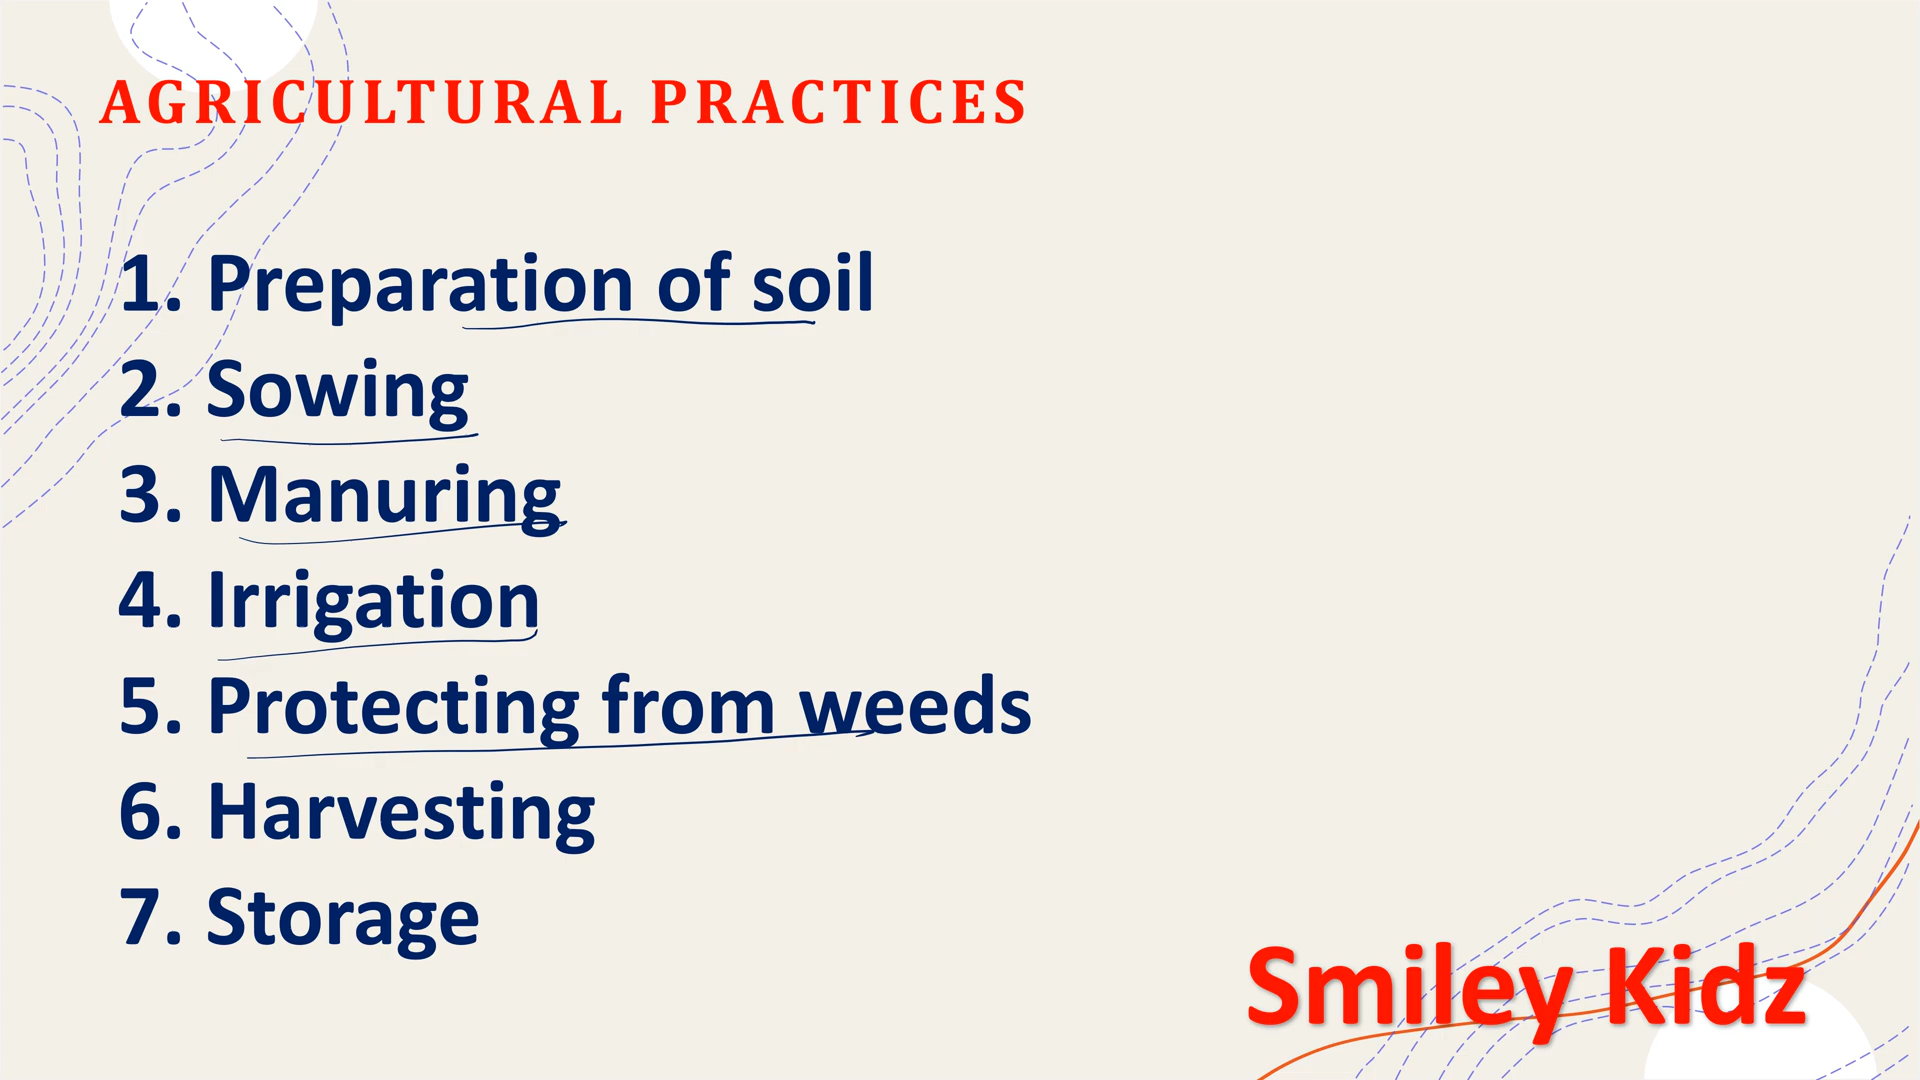 AGRICULTURAL PRACTICES
1. Preparation of soil
2. Sowing
3. Manuring
4. Irrigation
5. Protecting from weeds
6. Harvesting
7. Storage
Smiley Kidz